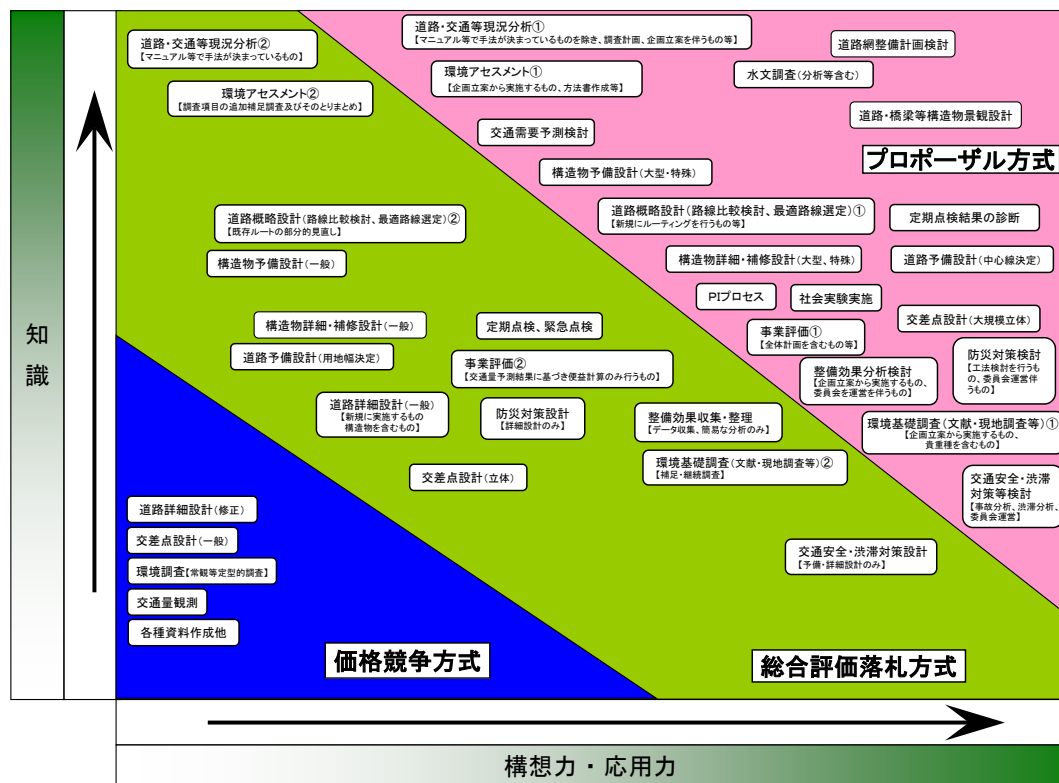 道路・交通等現況分析②
【マニュアル等で手法が決まっているもの】
環境アセスメント②
【調査項目の追加補足調査及びそのとりまとめ】
道路・交通等現況分析①
【マニュアル等で手法が決まっているものを除き、調査計画、企画立案を伴うもの等】
環境アセスメント①
【企画立案から実施するもの、方法書作成等】
道路網整備計画検討
水文調査(分析等含む)
道路・橋梁等構造物景観設計
交通需要予測検討
プロポーザル方式
構造物予備設計(大型・特殊)
道路概略設計(路線比較検討、最適路線選定)①
【新規にルーティングを行うもの等】
定期点検結果の診断
構造物詳細・補修設計(大型、特殊)
道路予備設計(中心線決定)
PIプロセス
社会実験実施
交差点設計(大規模立体)
事業評価①
【全体計画を含むもの等】
整備効果分析検討
【企画立案から実施するもの、
委員会を運営を伴うもの】
防災対策検討
【工法検討を行うも
の、委員会運営伴
うもの】
環境基礎調査(文献・現地調査等)①
【企画立案から実施するもの、
貴重種を含むもの】
交通安全・渋滞
対策等検討
【事故分析、渋滞分析、
委員会運営】
道路概略設計(路線比較検討、最適路線選定)②
【既存ルートの部分的見直し】
構造物予備設計(一般)
構造物詳細・補修設計(一般)
定期点検、緊急点検
道路予備設計(用地幅決定)
事業評価②
【交通量予測結果に基づき便益計算のみ行うもの】
道路詳細設計(一般)
【新規に実施するもの
構造物を含むもの】
防災対策設計
【詳細設計のみ】
整備効果収集・整理
【データ収集、簡易な分析のみ】
環境基礎調査(文献・現地調査等)②
【補足・継続調査】
交差点設計(立体)
交通安全・渋滞対策設計
【予備・詳細設計のみ】
道路詳細設計(修正)
交差点設計(一般)
環境調査【常観等定型的調査】
交通量観測
各種資料作成他
価格競争方式
総合評価落札方式
知
識
構想力・応用力